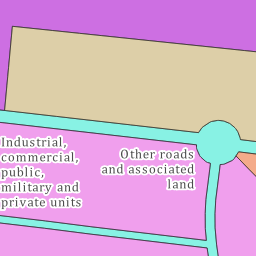 Industrial,
commercial,
public,
military and
private units
Other roads
and associated
land